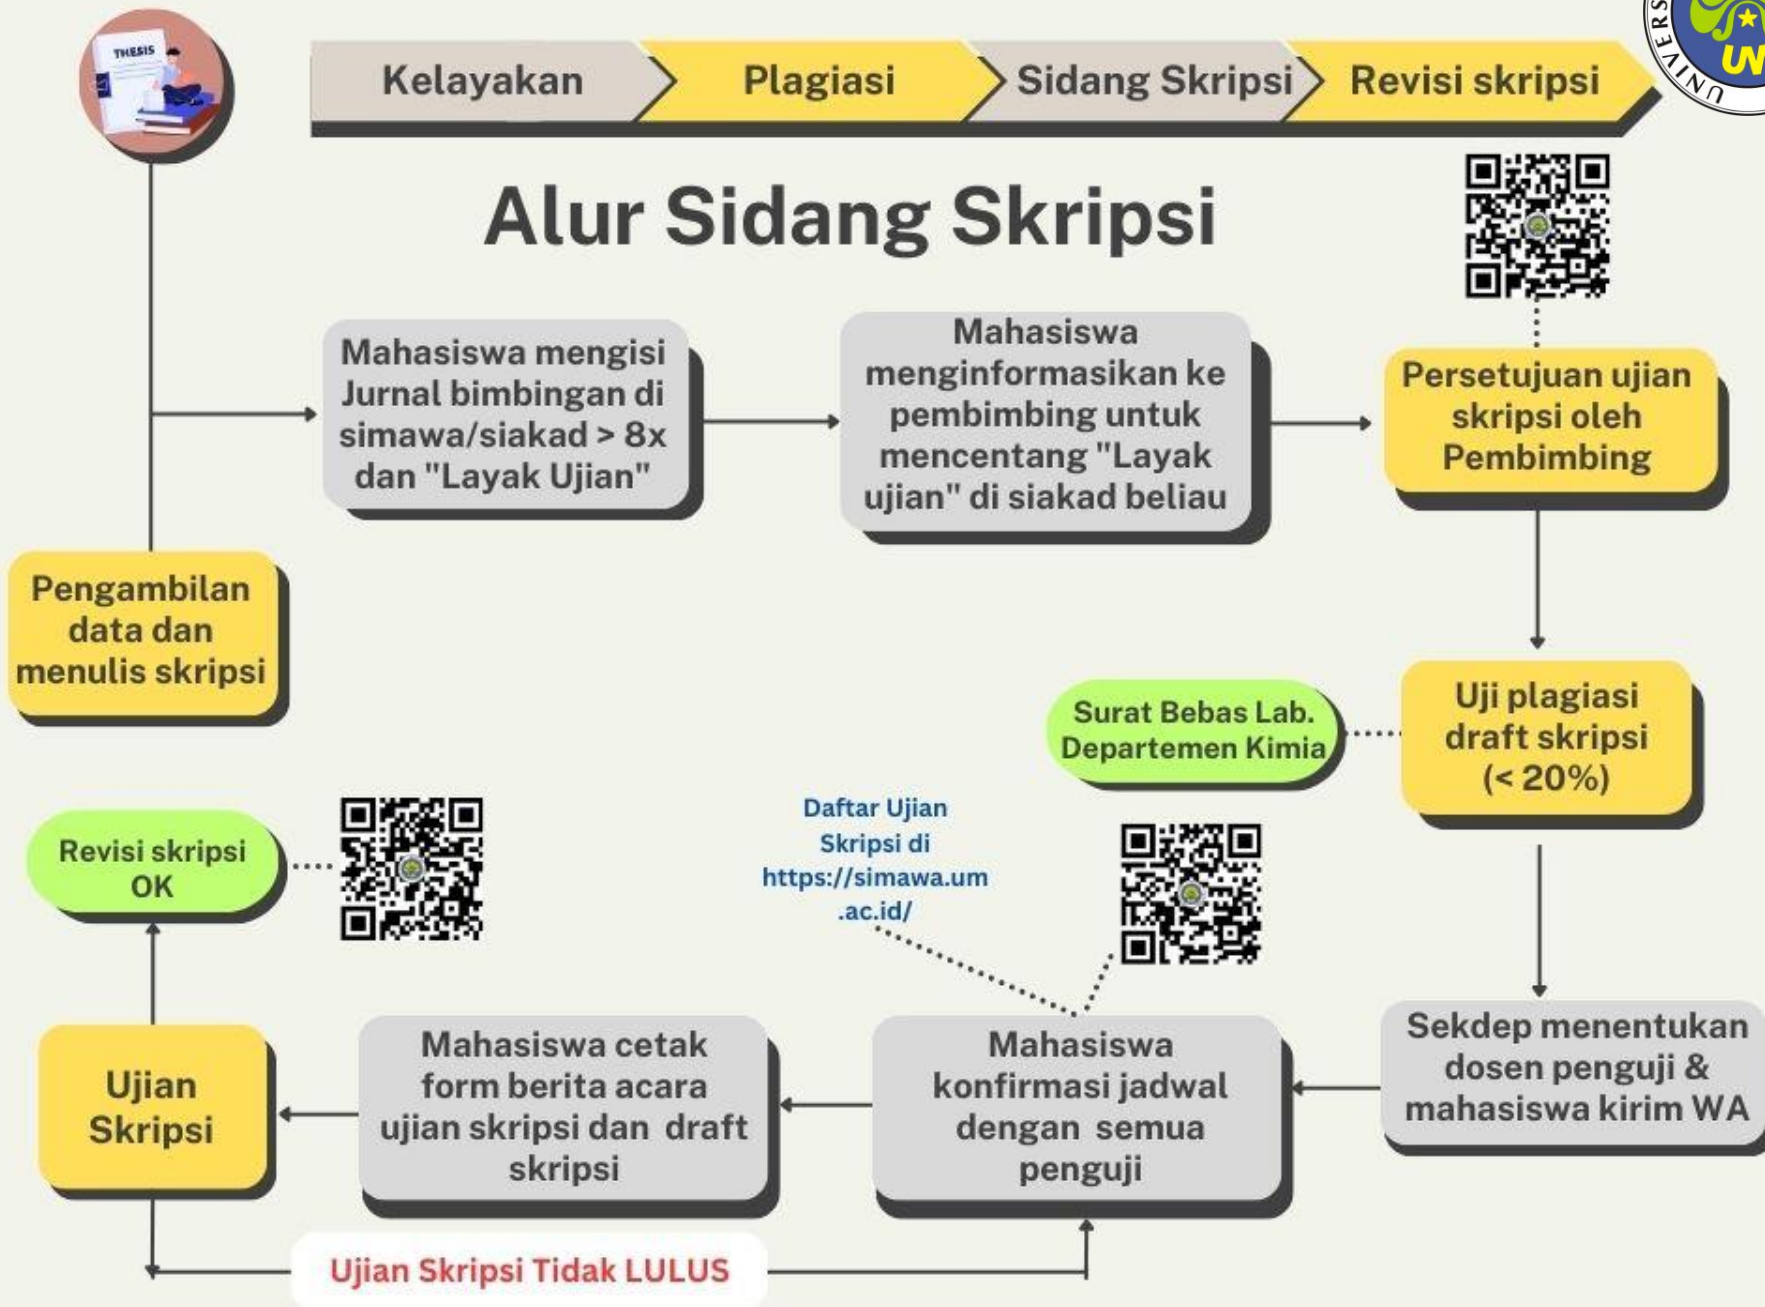 THESIS
Kelayakan
Plagiasi
Sidang Skripsi
Revisi skripsi
Alur Sidang Skripsi
Mahasiswa mengisi
Jurnal bimbingan di
simawa/siakad > 8x
dan "Layak Ujian"
Mahasiswa
menginformasikan ke
pembimbing untuk
mencentang "Layak
ujian" di siakad beliau
Persetujuan ujian
skripsi oleh
Pembimbing
Pengambilan
data dan
menulis skripsi
Surat Bebas Lab.
Departemen Kimia
Uji plagiasi
draft skripsi
(< 20%)
Revisi skripsi
OK
Daftar Ujian
Skripsi di
https://simawa.um
.ac.id/
Ujian
Skripsi
Mahasiswa cetak
form berita acara
ujian skripsi dan  draft
skripsi
Mahasiswa
konfirmasi jadwal
dengan  semua
penguji
Sekdep menentukan
dosen penguji &
mahasiswa kirim WA
Ujian Skripsi Tidak LULUS